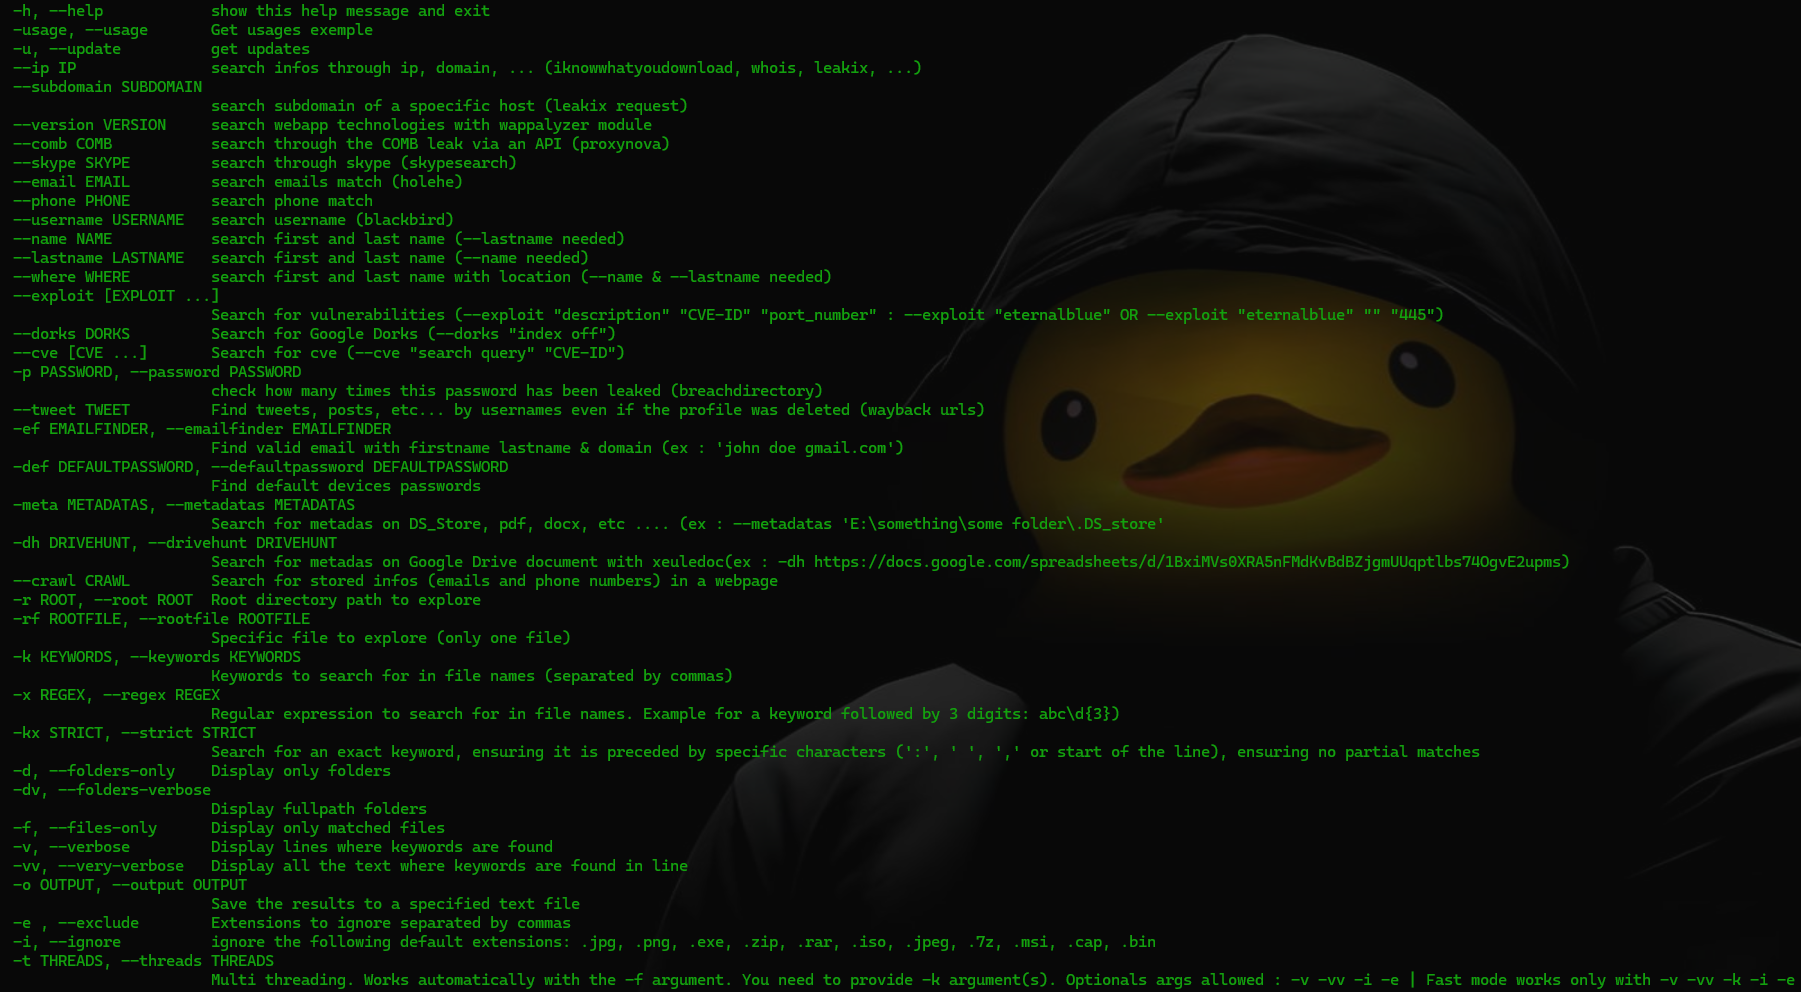 -h, --help            show this help message and exit
-usage, --usage       Get usages exemple
-u, --update          get updates
--ip IP               search infos through ip, domain, ... (iknowwhatyoudownload, whois, leakix, ...)
--subdomain SUBDOMAIN
                      search subdomain of a spoecific host (leakix request)
--version VERSION     search webapp technologies with wappalyzer module
--comb COMB           search through the COMB leak via an API (proxynova)
--skype SKYPE         search through skype (skypesearch)
--email EMAIL         search emails match (holehe)
--phone PHONE         search phone match
--username USERNAME   search username (blackbird)
--name NAME           search first and last name (--lastname needed)
--lastname LASTNAME   search first and last name (--name needed)
--where WHERE         search first and last name with location (--name & --lastname needed)
--exploit [EXPLOIT ...]
                      Search for vulnerabilities (--exploit "description" "CVE-ID" "port_number" : --exploit "eternalblue" OR --exploit "eternalblue" "" "445")
--dorks DORKS         Search for Google Dorks (--dorks "index off")
--cve [CVE ...]       Search for cve (--cve "search query" "CVE-ID")
-p PASSWORD, --password PASSWORD
                      check how many times this password has been leaked (breachdirectory)
--tweet TWEET         Find tweets, posts, etc... by usernames even if the profile was deleted (wayback urls)
-ef EMAILFINDER, --emailfinder EMAILFINDER
                      Find valid email with firstname lastname & domain (ex : 'john doe gmail.com')
-def DEFAULTPASSWORD, --defaultpassword DEFAULTPASSWORD
                      Find default devices passwords
-meta METADATAS, --metadatas METADATAS
                      Search for metadas on DS_Store, pdf, docx, etc .... (ex : --metadatas 'E:\something\some folder\.DS_store'
-dh DRIVEHUNT, --drivehunt DRIVEHUNT
                      Search for metadas on Google Drive document with xeuledoc(ex : -dh https://docs.google.com/spreadsheets/d/1BxiMVs0XRA5nFMdKvBdBZjgmUUqptlbs74OgvE2upms)
--crawl CRAWL         Search for stored infos (emails and phone numbers) in a webpage
-r ROOT, --root ROOT  Root directory path to explore
-rf ROOTFILE, --rootfile ROOTFILE
                      Specific file to explore (only one file)
-k KEYWORDS, --keywords KEYWORDS
                      Keywords to search for in file names (separated by commas)
-x REGEX, --regex REGEX
                      Regular expression to search for in file names. Example for a keyword followed by 3 digits: abc\d{3})
-kx STRICT, --strict STRICT
                      Search for an exact keyword, ensuring it is preceded by specific characters (':', ' ', ',' or start of the line), ensuring no partial matches
-d, --folders-only    Display only folders
-dv, --folders-verbose
                      Display fullpath folders
-f, --files-only      Display only matched files
-v, --verbose         Display lines where keywords are found
-vv, --very-verbose   Display all the text where keywords are found in line
-o OUTPUT, --output OUTPUT
                      Save the results to a specified text file
-e , --exclude        Extensions to ignore separated by commas
-i, --ignore          ignore the following default extensions: .jpg, .png, .exe, .zip, .rar, .iso, .jpeg, .7z, .msi, .cap, .bin
-t THREADS, --threads THREADS
                      Multi threading. Works automatically with the -f argument. You need to provide -k argument(s). Optionals args allowed : -v -vv -i -e | Fast mode works only with -v -vv -k -i -e